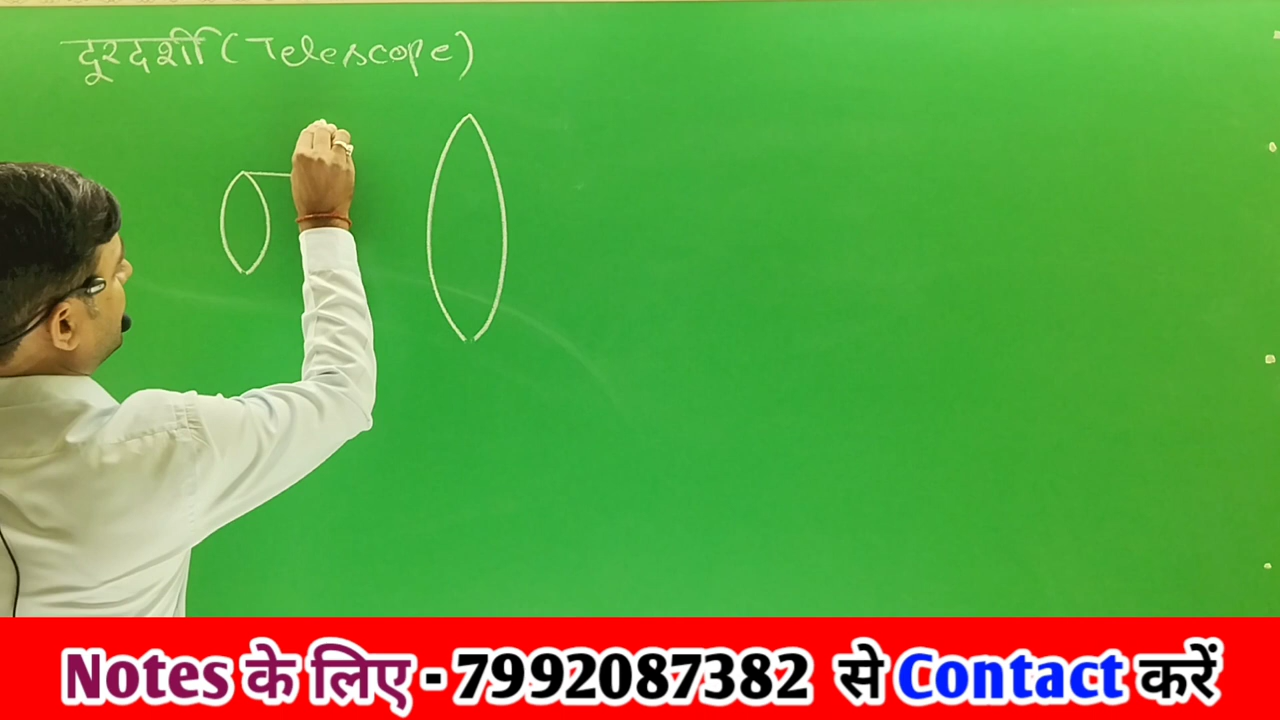 दूरदर्शी (Telescope)
Notes के लिए - 7992087382 से Contact करें